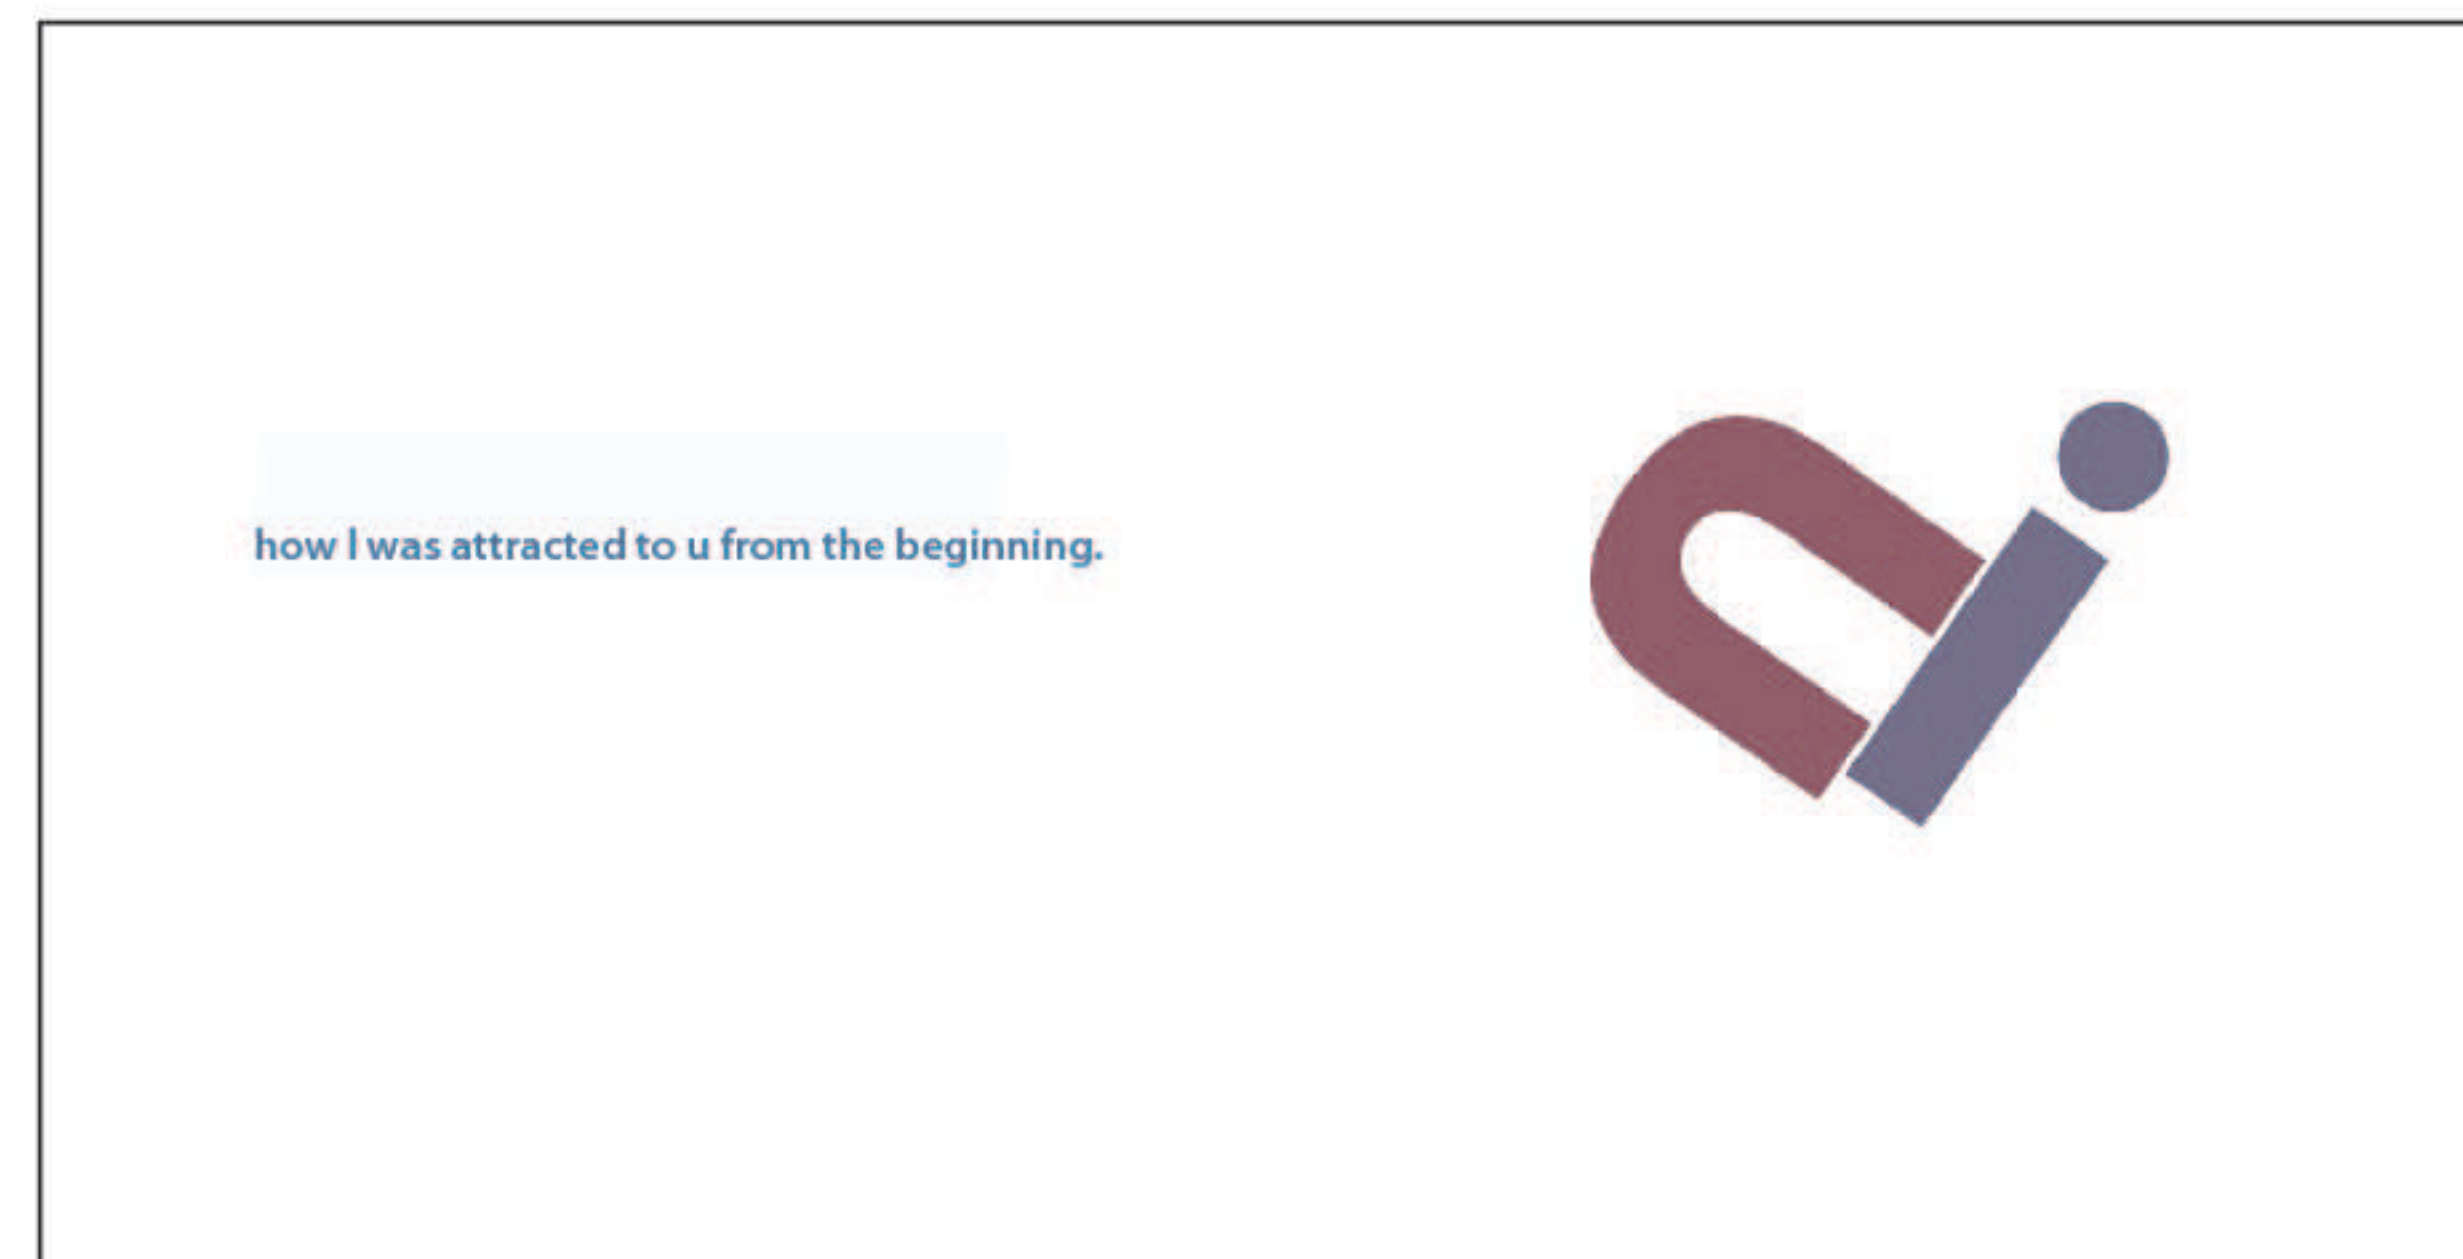 how I was attracted to u from the beginning.